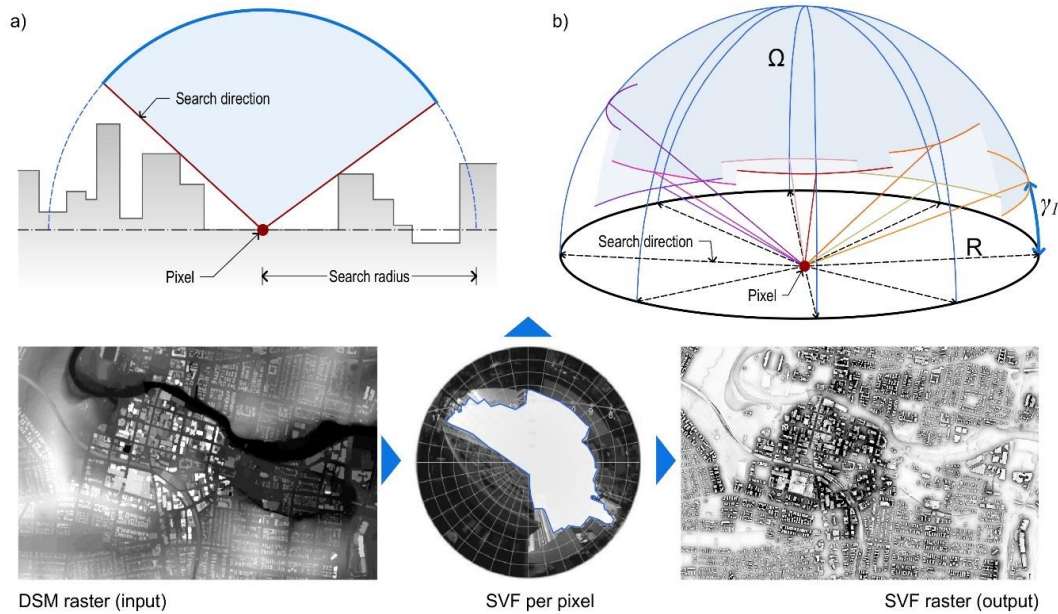 a)
Search direction
Pixel
Search radius
b)
Ω
γ₁
R
Search direction
Pixel
DSM raster (input)
SVF per pixel
SVF raster (output)